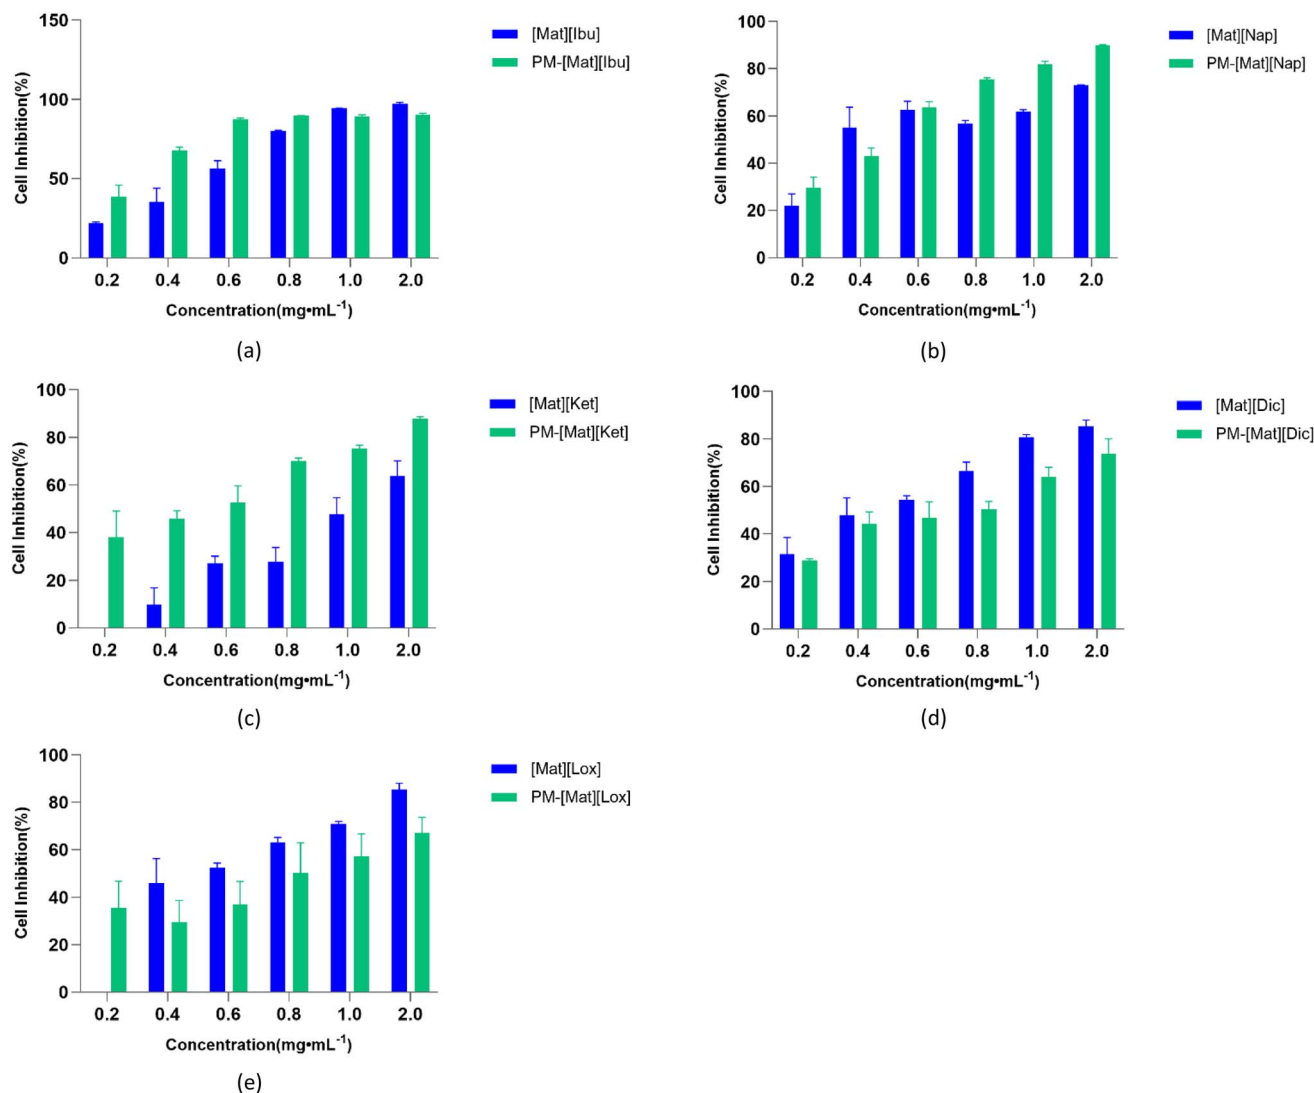 150
100
50
0
Cell Inhibition(%)
0.2 0.4 0.6 0.8 1.0 2.0
Concentration(mg•mL⁻¹)
[Mat][Ibu]
PM-[Mat][Ibu]
(a)
100
80
60
40
20
0
Cell Inhibition(%)
0.2 0.4 0.6 0.8 1.0 2.0
Concentration(mg•mL⁻¹)
[Mat][Nap]
PM-[Mat][Nap]
(b)
100
80
60
40
20
0
Cell Inhibition(%)
0.2 0.4 0.6 0.8 1.0 2.0
Concentration(mg•mL⁻¹)
[Mat][Ket]
PM-[Mat][Ket]
(c)
100
80
60
40
20
0
Cell Inhibition(%)
0.2 0.4 0.6 0.8 1.0 2.0
Concentration(mg•mL⁻¹)
[Mat][Dic]
PM-[Mat][Dic]
(d)
100
80
60
40
20
0
Cell Inhibition(%)
0.2 0.4 0.6 0.8 1.0 2.0
Concentration(mg•mL⁻¹)
[Mat][Lox]
PM-[Mat][Lox]
(e)